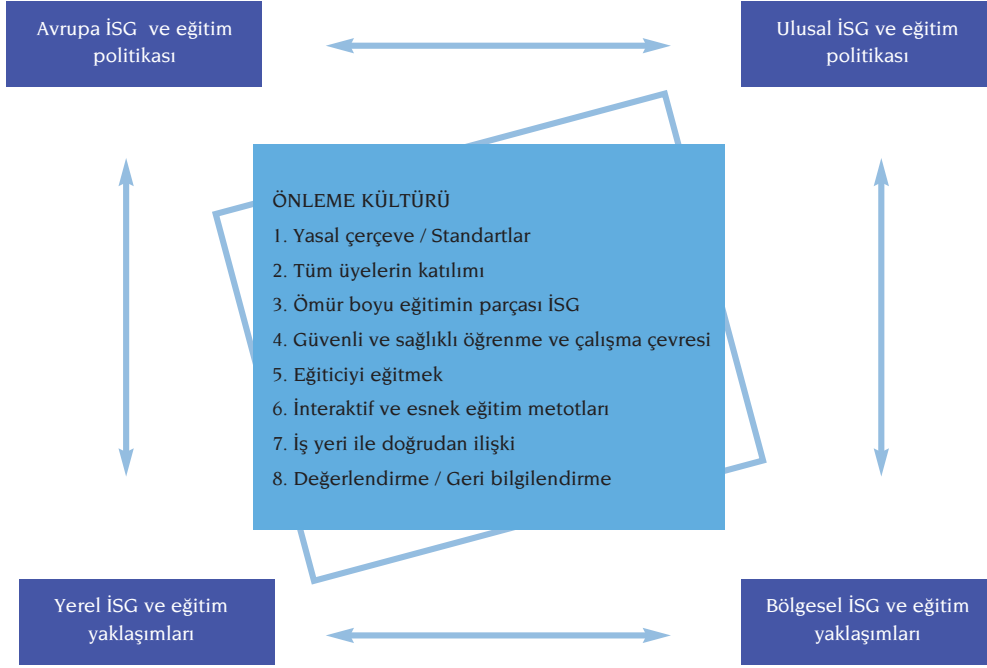 Avrupa İSG ve eğitim
politikası
Ulusal İSG ve eğitim
politikası
ÖNLEME KÜLTÜRÜ
1. Yasal çerçeve / Standartlar
2. Tüm üyelerin katılımı
3. Ömür boyu eğitimin parçası İSG
4. Güvenli ve sağlıklı öğrenme ve çalışma çevresi
5. Eğiticiyi eğitmek
6. İnteraktif ve esnek eğitim metotları
7. İş yeri ile doğrudan ilişki
8. Değerlendirme / Geri bilgilendirme
Yerel İSG ve eğitim
yaklaşımları
Bölgesel İSG ve eğitim
yaklaşımları